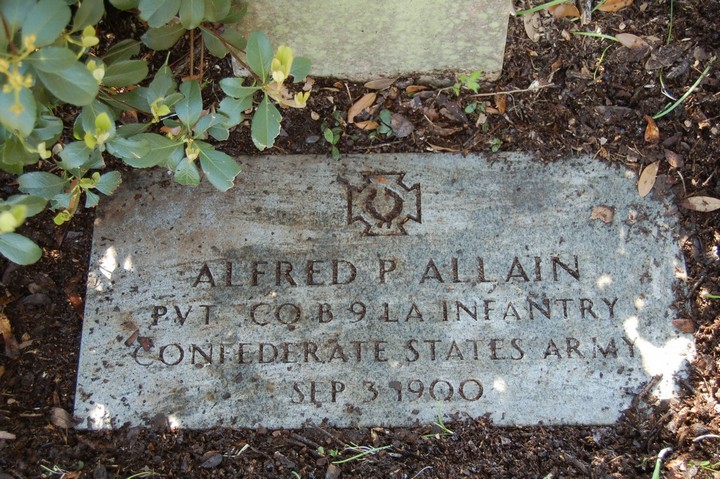 ALFRED P ALLAIN
PVT CO B 9 LA INFANTRY
CONFEDERATE STATES ARMY
SEP 3 1900